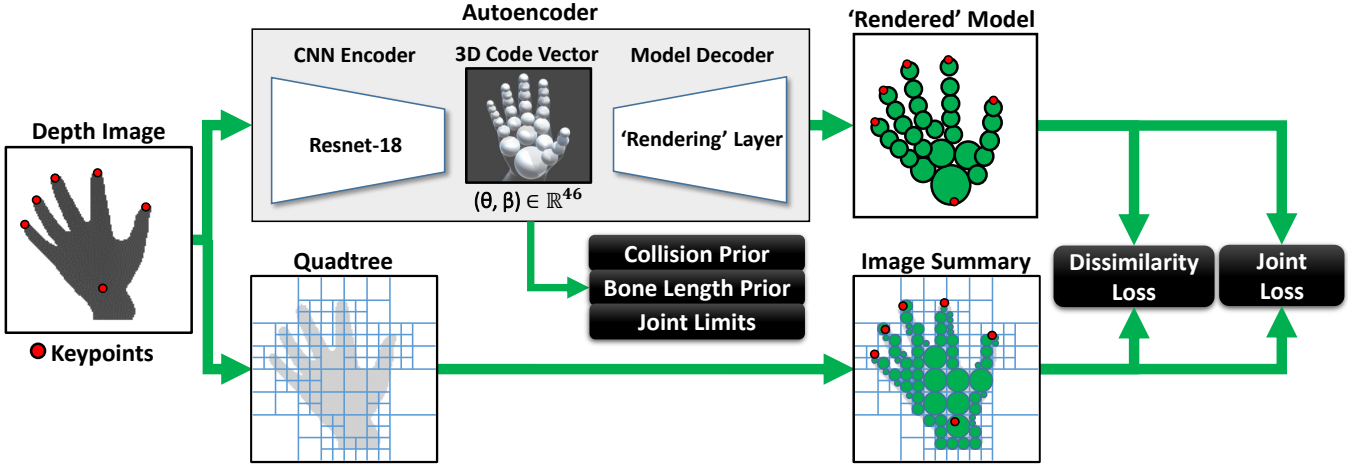 Autoencoder
CNN Encoder
3D Code Vector
Model Decoder
'Rendered' Model
Depth Image
Resnet-18
'Rendering' Layer
(θ, β) ∈ ℝ⁴⁶
Keypoints
Quadtree
Collision Prior
Bone Length Prior
Joint Limits
Image Summary
Dissimilarity
Loss
Joint
Loss